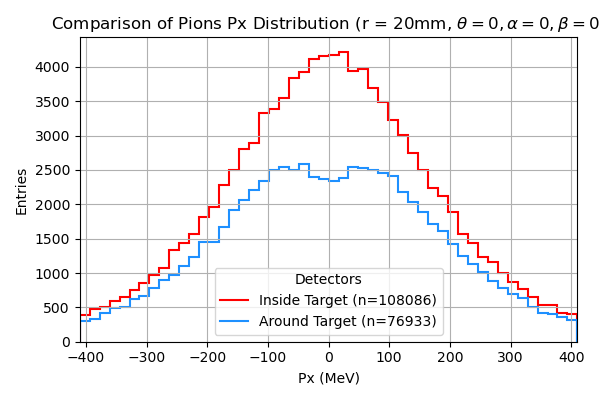 Comparison of Pions Px Distribution (r = 20mm, θ = 0, α = 0, β = 0
Entries
4000
3500
3000
2500
2000
1500
1000
500
0
Detectors
Inside Target (n=108086)
Around Target (n=76933)
−400 −300 −200 −100 0 100 200 300 400
Px (MeV)